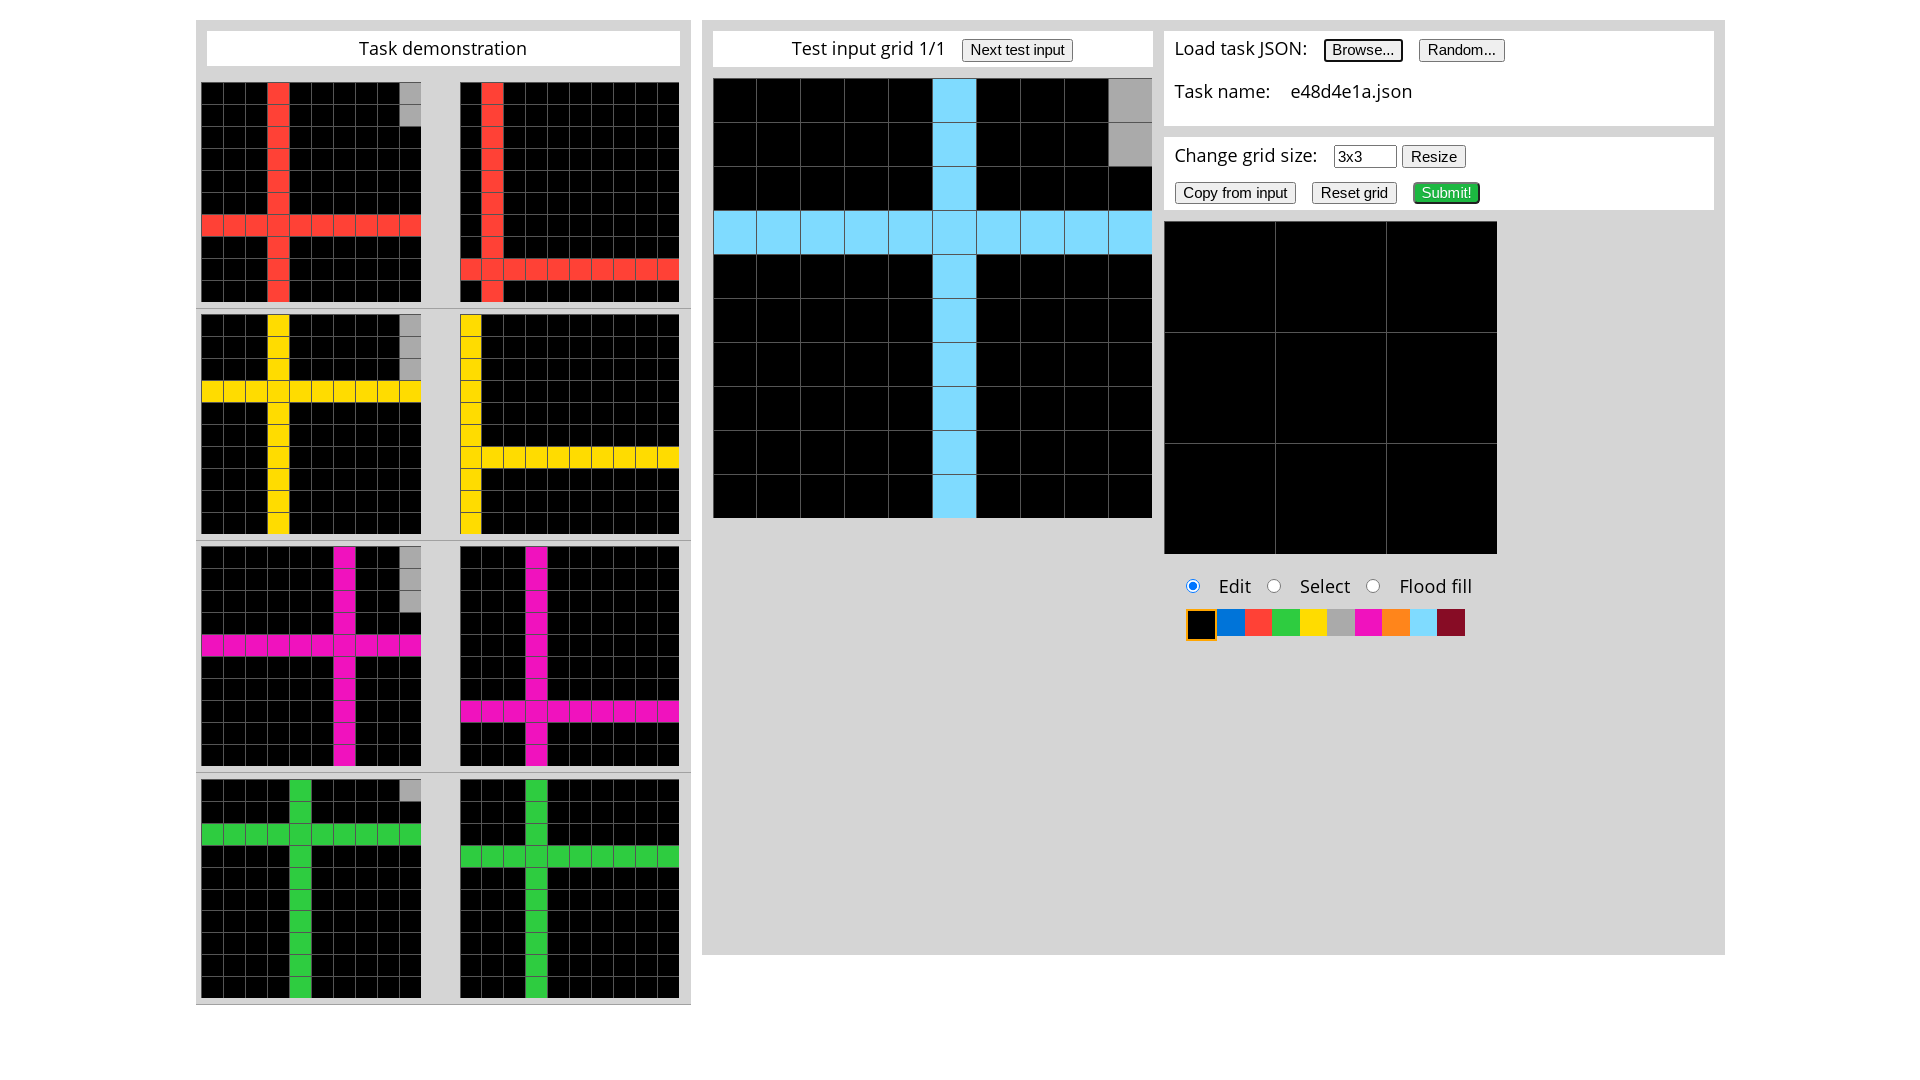 Task demonstration
Test input grid 1/1 Next test input
Load task JSON: Browse... Random...
Task name: e48d4e1a.json
Change grid size: 3x3 Resize
Copy from input Reset grid Submit!
Edit Select Flood fill